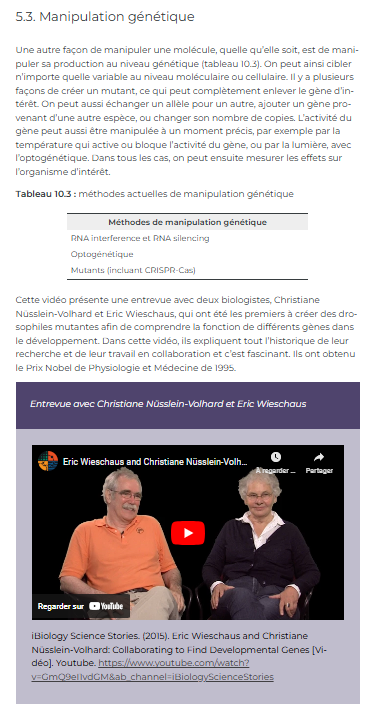 5.3. Manipulation génétique
Une autre façon de manipuler une molécule, quelle qu'elle soit, est de mani-
puler sa production au niveau génétique (tableau 10.3). On peut ainsi cibler
n'importe quelle variable au niveau moléculaire ou cellulaire. Il y a plusieurs
façons de créer un mutant, ce qui peut complètement enlever le gène d'in-
térêt. On peut aussi échanger un allèle pour un autre, ajouter un gène pro-
venant d'une autre espèce, ou changer son nombre de copies. L'activité du
gène peut aussi être manipulée à un moment précis, par exemple par la
température qui active ou bloque l'activité du gène, ou par la lumière, avec
l'optogénétique. Dans tous les cas, on peut ensuite mesurer les effets sur
l'organisme d'intérêt.
Tableau 10.3 : méthodes actuelles de manipulation génétique
Méthodes de manipulation génétique
RNA interference et RNA silencing
Optogénétique
Mutants (incluant CRISPR-Cas)
Cette vidéo présente une entrevue avec deux biologistes, Christiane
Nüsslein-Volhard et Eric Wieschaus, qui ont été les premiers à créer des dro-
sophiles mutantes afin de comprendre la fonction de différents gènes dans
le développement. Dans cette vidéo, ils expliquent tout l'historique de leur
recherche et de leur travail en collaboration et c'est fascinant. Ils ont obtenu
le Prix Nobel de Physiologie et Médecine de 1995.
Entrevue avec Christiane Nüsslein-Volhard et Eric Wieschaus
Eric Wieschaus and Christiane Nüsslein-Volh...
À regarder ...
Partager
Regarder sur YouTube
iBiology Science Stories. (2015). Eric Wieschaus and Christiane
Nüsslein-Volhard: Collaborating to Find Developmental Genes [Vi-
déo]. Youtube. https://www.youtube.com/watch?
v=GmQ9eIIvdGM&ab_channel=iBiologyScienceStories